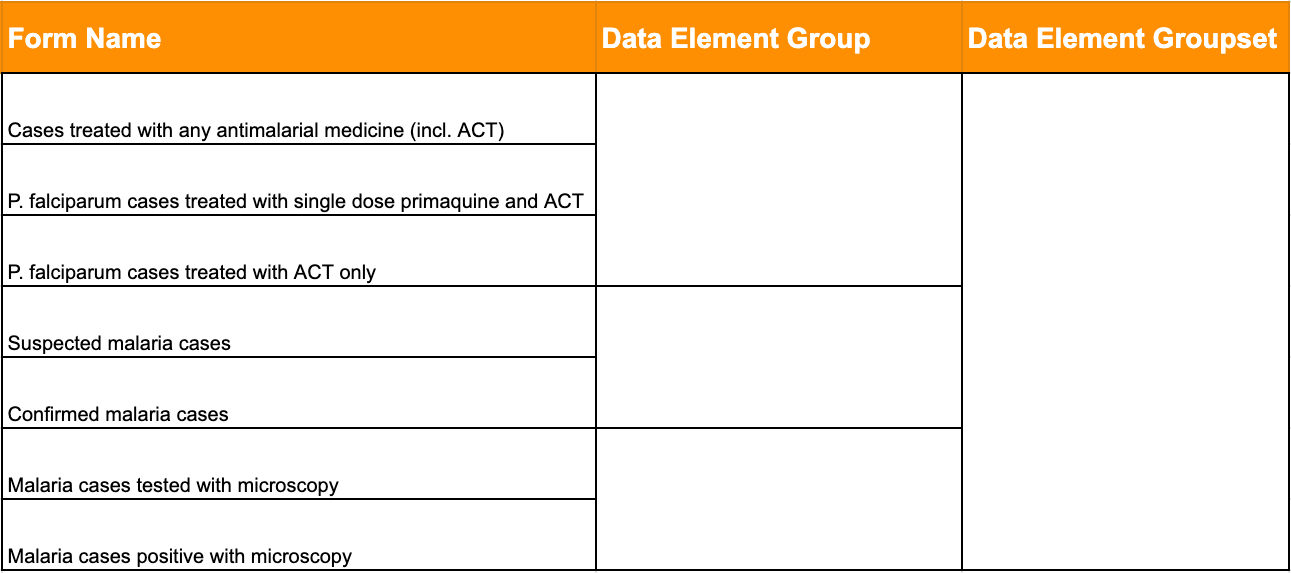 Form Name
Data Element Group
Data Element Groupset
Cases treated with any antimalarial medicine (incl. ACT)
P. falciparum cases treated with single dose primaquine and ACT
P. falciparum cases treated with ACT only
Suspected malaria cases
Confirmed malaria cases
Malaria cases tested with microscopy
Malaria cases positive with microscopy